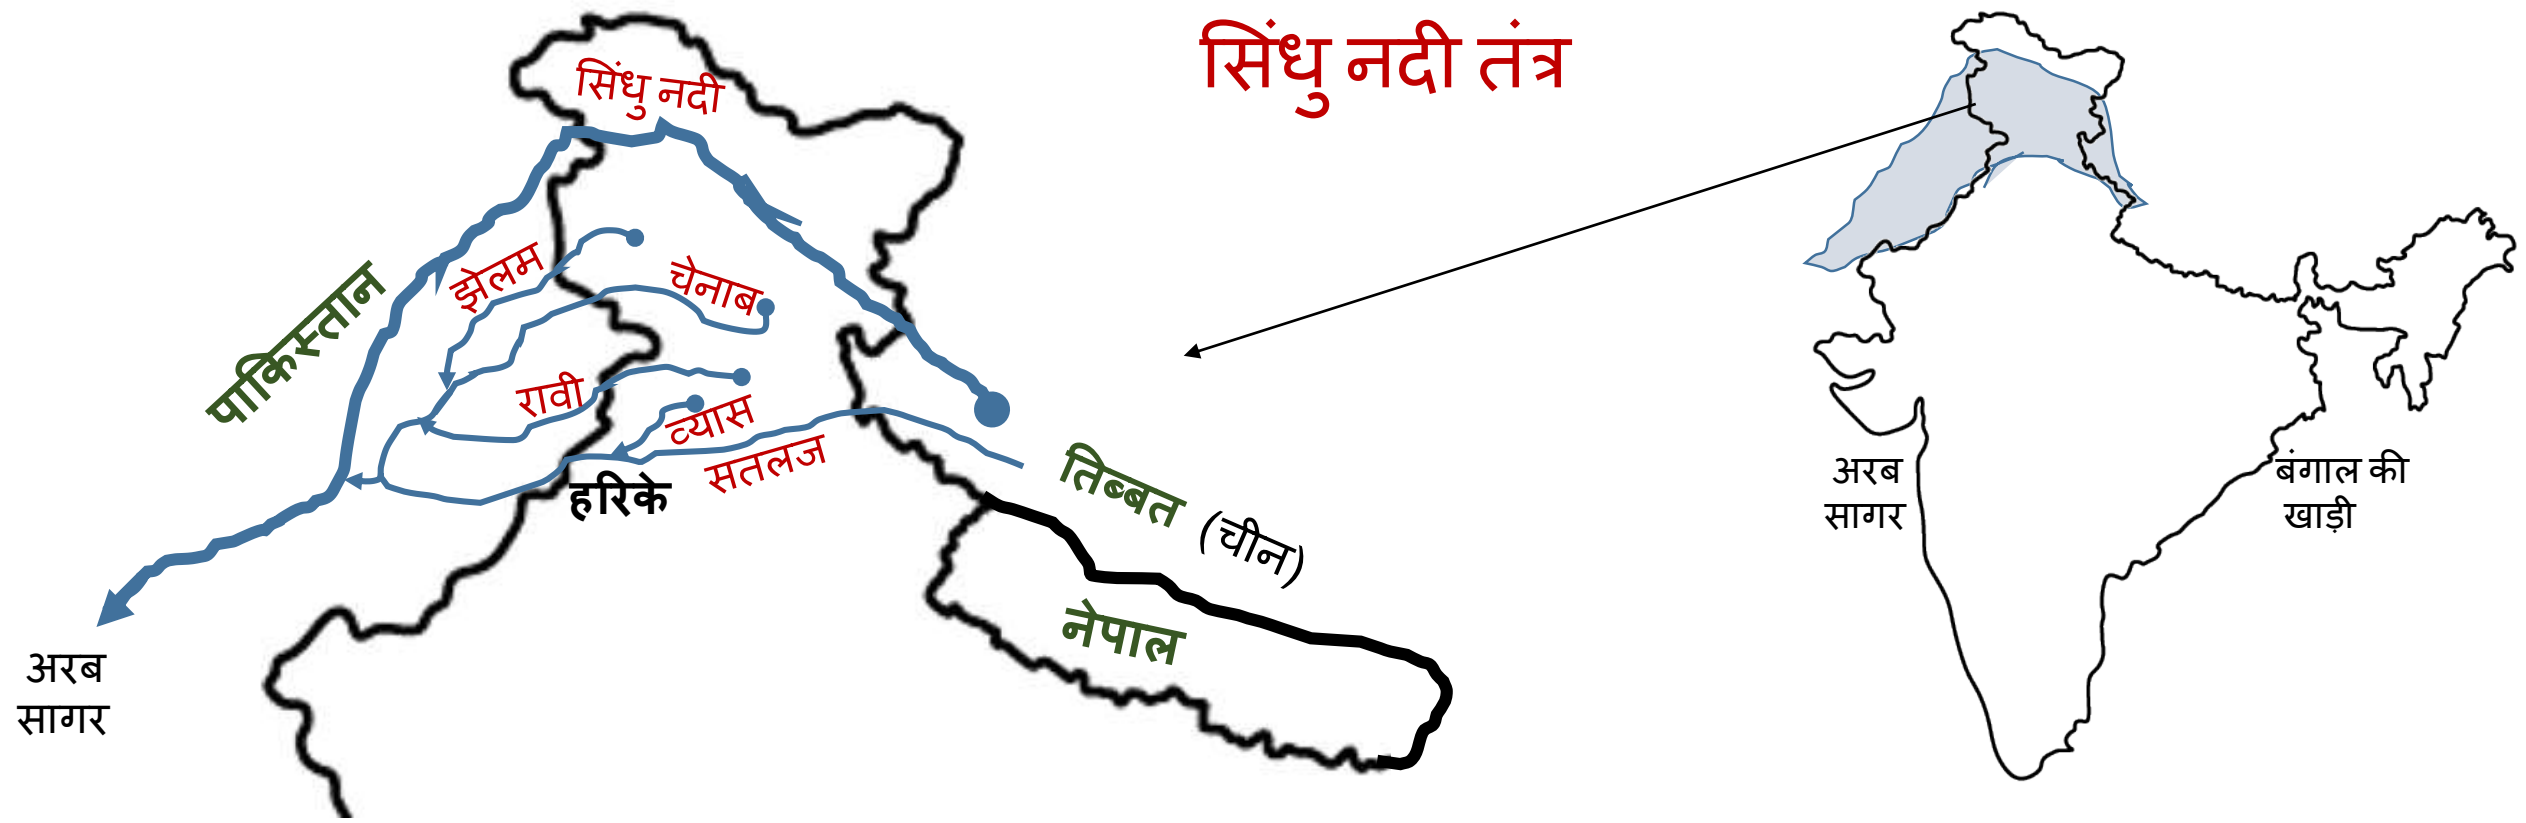 सिंधु नदी तंत्र
सिंधु नदी
झेलम
चेनाब
पाकिस्तान
रावी
व्यास
सतलज
हरिके
तिब्बत (चीन)
नेपाल
अरब
सागर
अरब
सागर
बंगाल की
खाड़ी